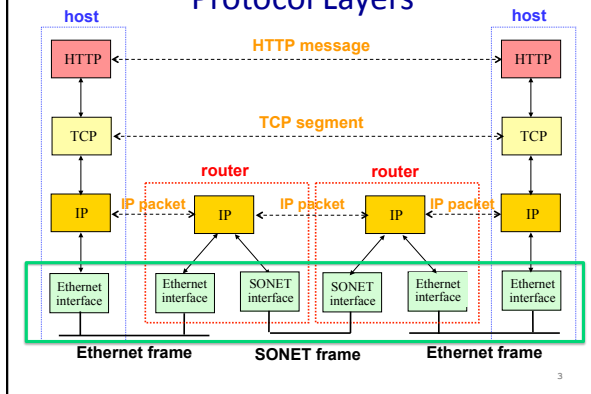 Protocol Layers
host
host
HTTP
HTTP message
HTTP
TCP
TCP segment
TCP
router
router
IP
IP packet
IP
IP packet
IP
IP packet
IP
Ethernet
interface
Ethernet
interface
SONET
interface
SONET
interface
Ethernet
interface
Ethernet
interface
Ethernet frame
SONET frame
Ethernet frame
3